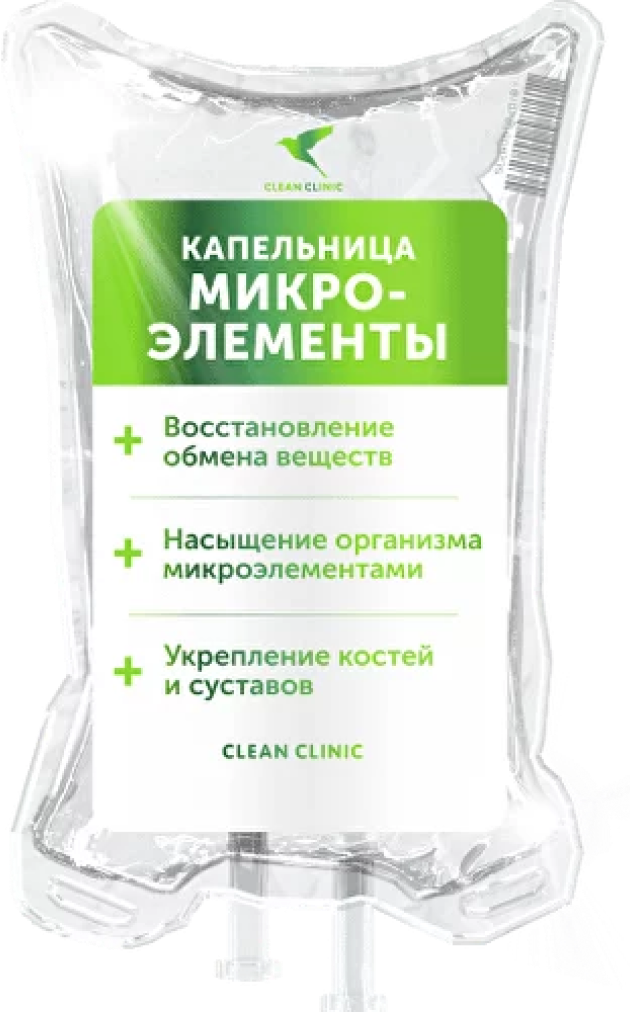 CLEAN CLINIC
КАПЕЛЬНИЦА
МИКРО-
ЭЛЕМЕНТЫ
+ Восстановление
обмена веществ
+ Насыщение организма
микроэлементами
+ Укрепление костей
и суставов
CLEAN CLINIC